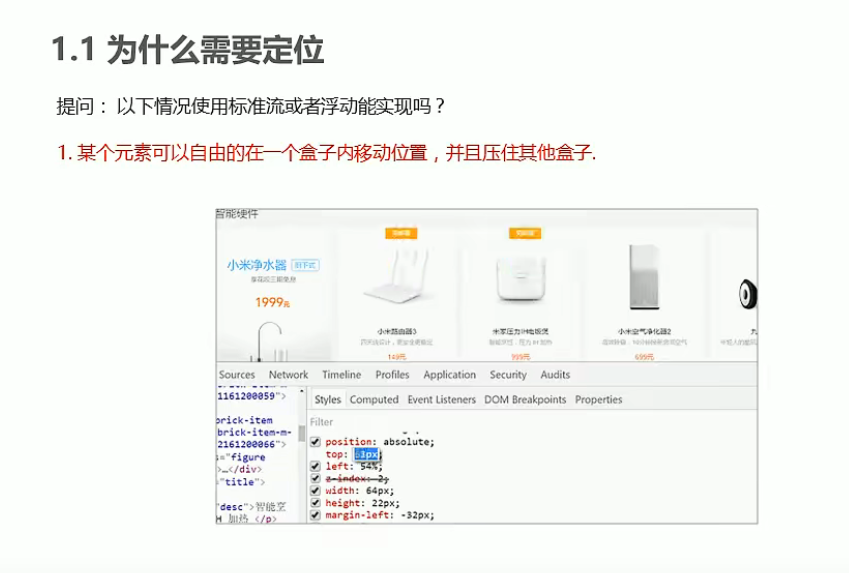 1.1 为什么需要定位
提问： 以下情况使用标准流或者浮动能实现吗？
1. 某个元素可以自由的在一个盒子内移动位置，并且压住其他盒子.
智能硬件
小米净水器
1999元
小米路由器3
149元
米家压力IH电饭煲
999元
小米空气净化器2
699元
九
Sources Network Timeline Profiles Application Security Audits
1161200059">
brick-item
brick-item-m-
2161200066">
="figure
>…</div>
"title">
"desc">智能烹
H 加热 </p>
Styles Computed Event Listeners DOM Breakpoints Properties
Filter
position: absolute;
top: 3px;
left: 54%;
z-index: 2;
width: 64px;
height: 22px;
margin-left: -32px;